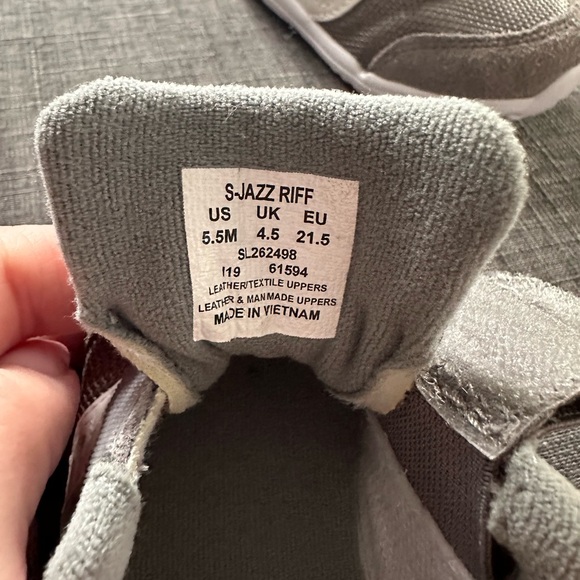 S-JAZZ RIFF
US UK EU
5.5M 4.5 21.5
SL262498
I19 61594
LEATHER/TEXTILE UPPERS
LEATHER & MANMADE UPPERS
MADE IN VIETNAM